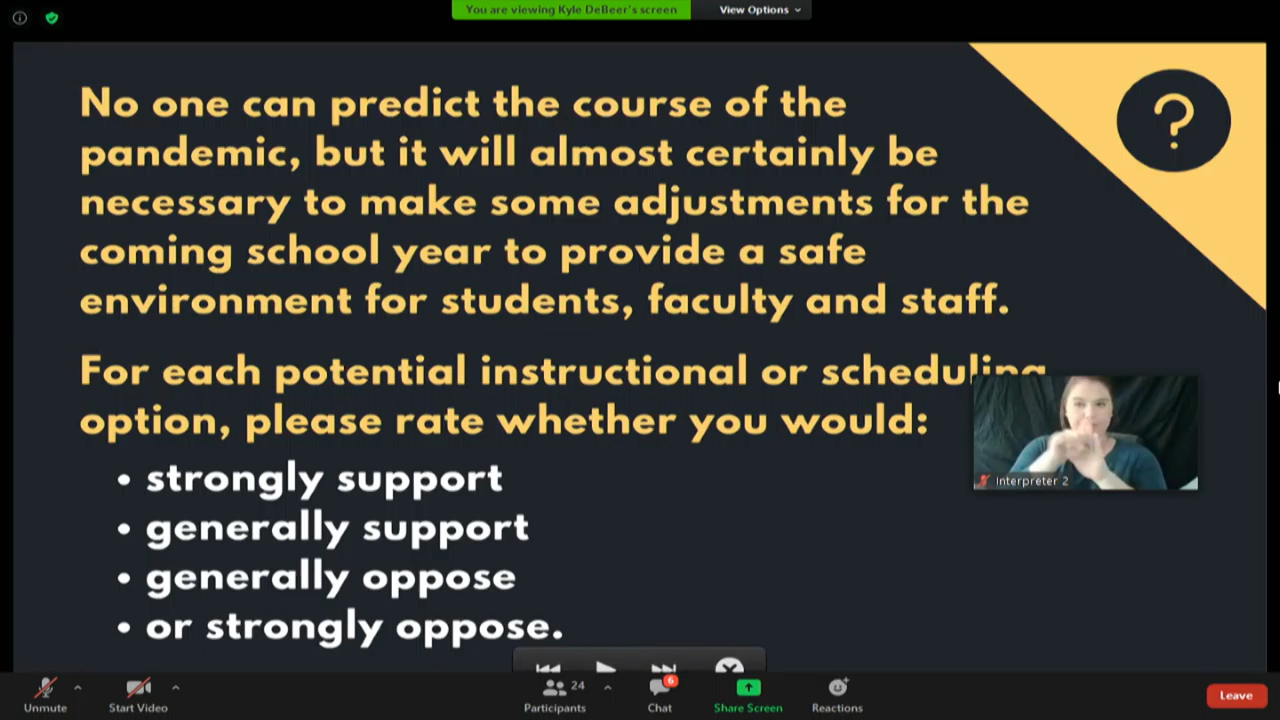 You are viewing Kyle DeBeer's screen
View Options
No one can predict the course of the
pandemic, but it will almost certainly be
necessary to make some adjustments for the
coming school year to provide a safe
environment for students, faculty and staff.
For each potential instructional or scheduling
option, please rate whether you would:
• strongly support
• generally support
• generally oppose
• or strongly oppose.
?
Interpreter 2
Unmute
Start Video
24
Participants
6
Chat
Share Screen
Reactions
Leave